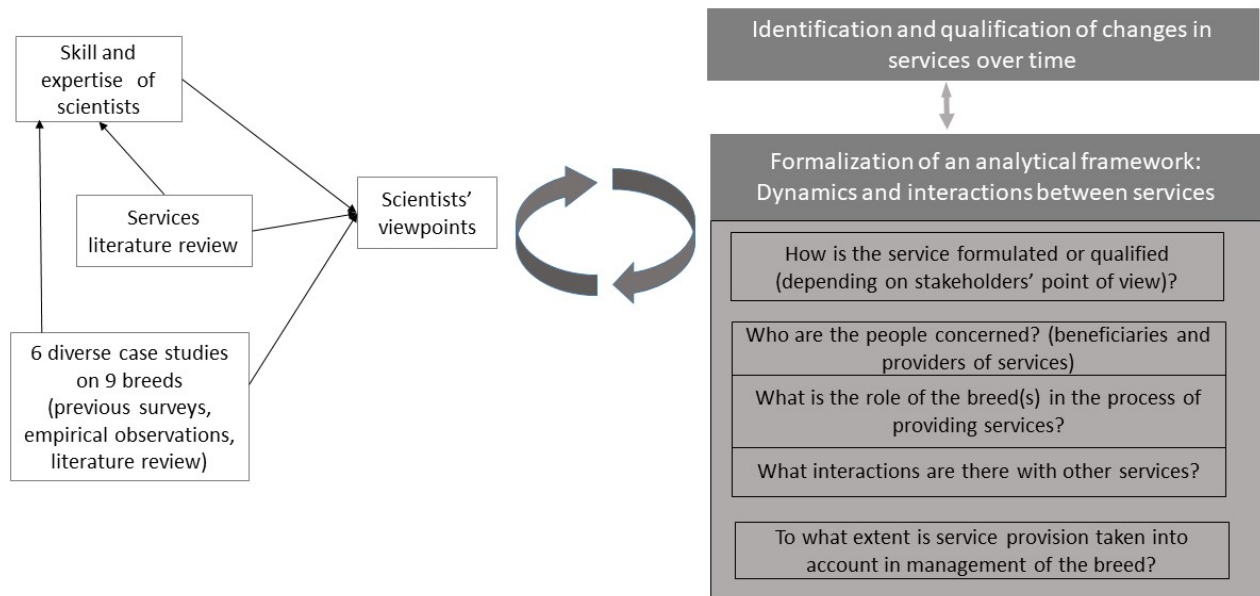 Skill and
expertise of
scientists
Services
literature review
6 diverse case studies
on 9 breeds
(previous surveys,
empirical observations,
literature review)
Scientists’
viewpoints
Identification and qualification of changes in
services over time
Formalization of an analytical framework:
Dynamics and interactions between services
How is the service formulated or qualified
(depending on stakeholders’ point of view)?
Who are the people concerned? (beneficiaries and
providers of services)
What is the role of the breed(s) in the process of
providing services?
What interactions are there with other services?
To what extent is service provision taken into
account in management of the breed?